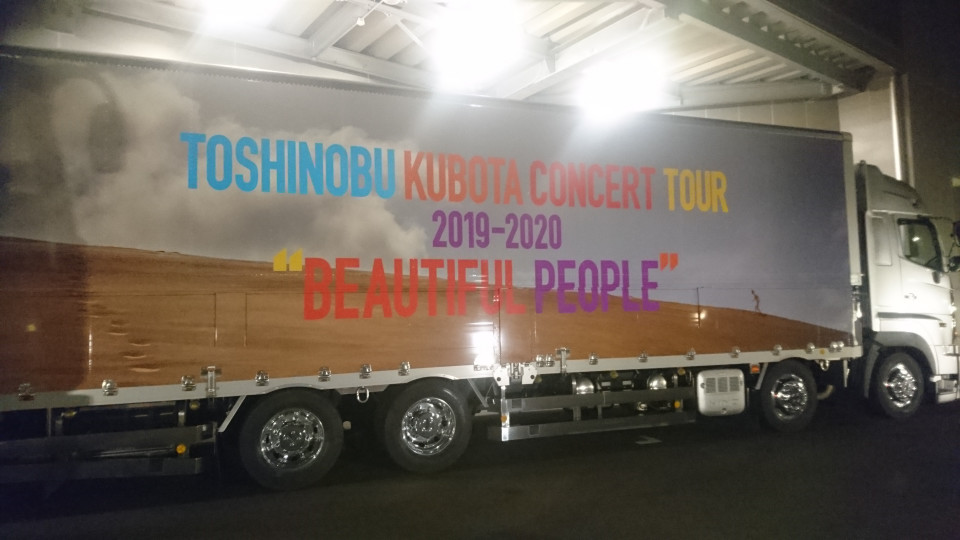 TOSHINOBU KUBOTA CONCERT TOUR
2019-2020
“BEAUTIFUL PEOPLE”